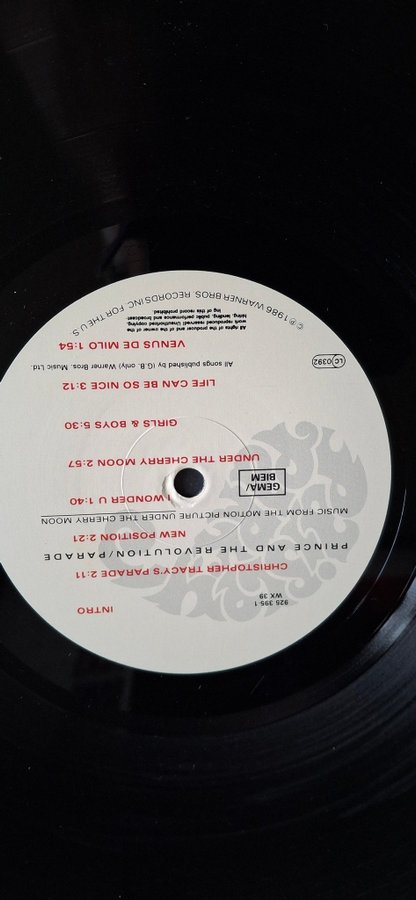 INTRO
925 395.1
WX 39
CHRISTOPHER TRACY'S PARADE 2:11
PRINCE AND THE REVOLUTION/PARADE
NEW POSITION 2:21
MUSIC FROM THE MOTION PICTURE UNDER THE CHERRY MOON
I WONDER U 1:40
GEMA/
BIEM
UNDER THE CHERRY MOON 2:57
GIRLS & BOYS 5:30
LIFE CAN BE SO NICE 3:12
LC 0392
All songs published by (G.B. only) Warner Bros. Music Ltd.
VENUS DE MILO 1:54
All rights of the producer and of the owner of the
work reproduced reserved. Unauthorised copying,
hiring, lending, public performance and broadcast-
ing of this record prohibited.
© ℗ 1986 WARNER BROS. RECORDS INC. FOR THE U.S